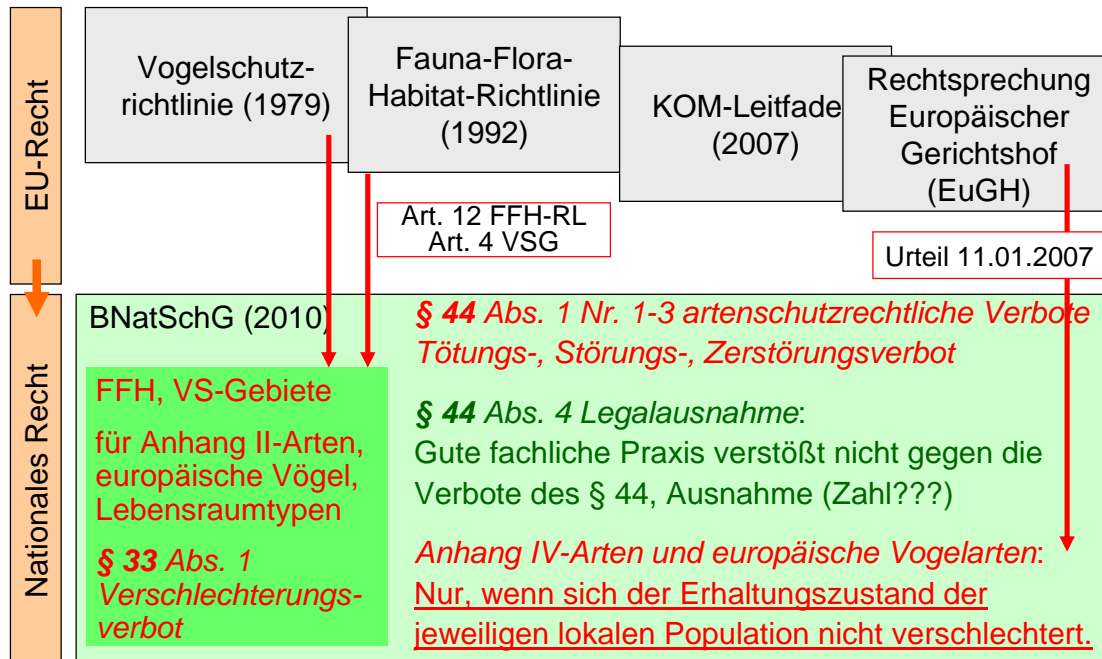 EU-Recht
Vogelschutz-
richtlinie (1979)
Fauna-Flora-
Habitat-Richtlinie
(1992)
KOM-Leitfade
(2007)
Rechtsprechung
Europäischer
Gerichtshof
(EuGH)
Art. 12 FFH-RL
Art. 4 VSG
Urteil 11.01.2007
Nationales Recht
BNatSchG (2010)
FFH, VS-Gebiete
für Anhang II-Arten,
europäische Vögel,
Lebensraumtypen
§ 33 Abs. 1
Verschlechterungs-
verbot
§ 44 Abs. 1 Nr. 1-3 artenschutzrechtliche Verbote
Tötungs-, Störungs-, Zerstörungsverbot
§ 44 Abs. 4 Legalausnahme:
Gute fachliche Praxis verstößt nicht gegen die
Verbote des § 44, Ausnahme (Zahl???)
Anhang IV-Arten und europäische Vogelarten:
Nur, wenn sich der Erhaltungszustand der
jeweiligen lokalen Population nicht verschlechtert.